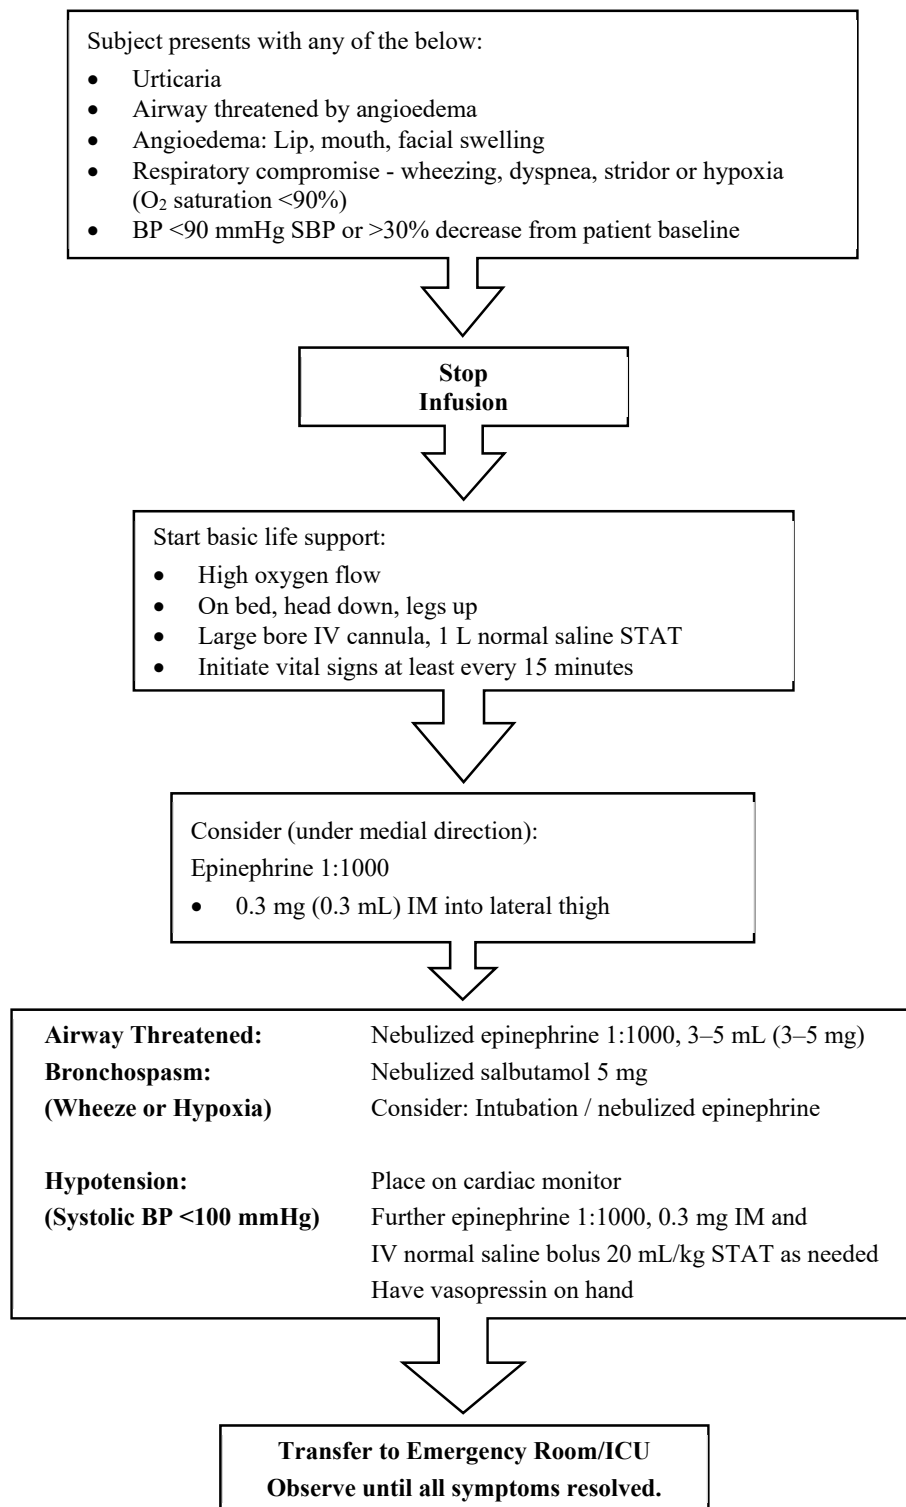 Subject presents with any of the below:
• Urticaria
• Airway threatened by angioedema
• Angioedema: Lip, mouth, facial swelling
• Respiratory compromise - wheezing, dyspnea, stridor or hypoxia
(O₂ saturation <90%)
• BP <90 mmHg SBP or >30% decrease from patient baseline
Stop
Infusion
Start basic life support:
• High oxygen flow
• On bed, head down, legs up
• Large bore IV cannula, 1 L normal saline STAT
• Initiate vital signs at least every 15 minutes
Consider (under medial direction):
Epinephrine 1:1000
• 0.3 mg (0.3 mL) IM into lateral thigh
Airway Threatened: Nebulized epinephrine 1:1000, 3–5 mL (3–5 mg)
Bronchospasm: Nebulized salbutamol 5 mg
(Wheeze or Hypoxia) Consider: Intubation / nebulized epinephrine
Hypotension: Place on cardiac monitor
(Systolic BP <100 mmHg) Further epinephrine 1:1000, 0.3 mg IM and
IV normal saline bolus 20 mL/kg STAT as needed
Have vasopressin on hand
Transfer to Emergency Room/ICU
Observe until all symptoms resolved.